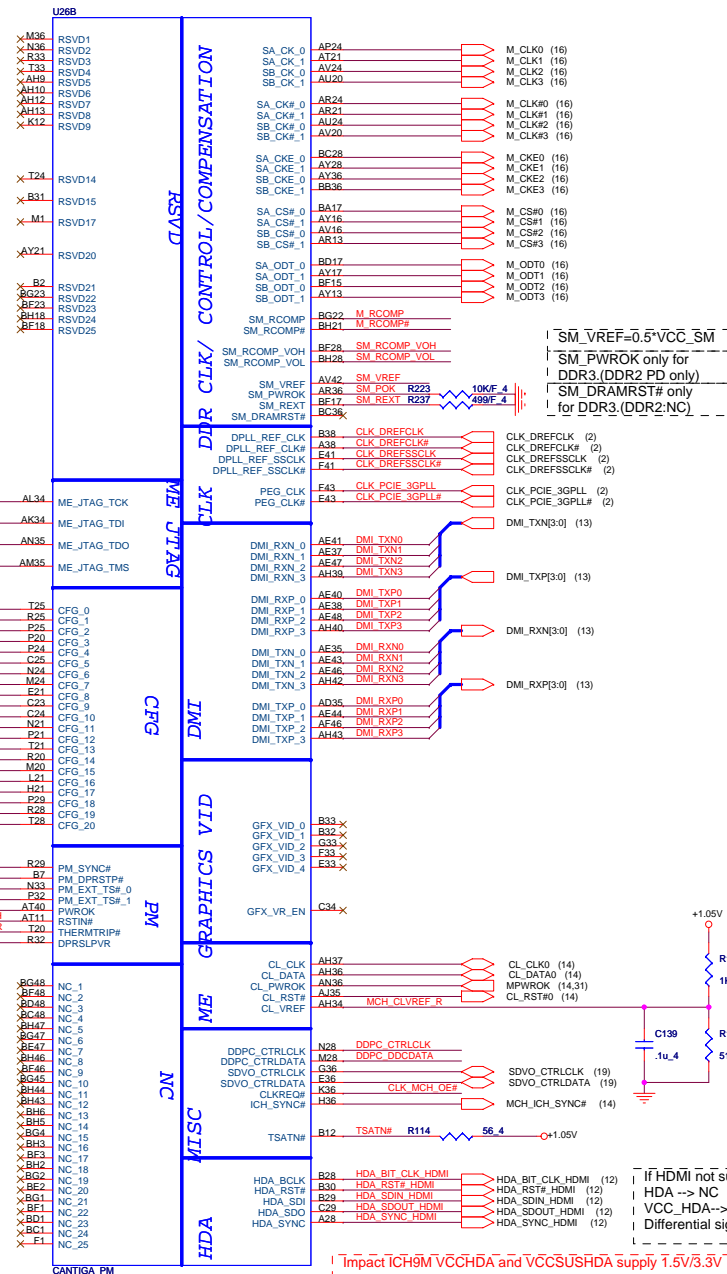 U26B
M36 RSVD1
N36 RSVD2
R33 RSVD3
T33 RSVD4
AH9 RSVD5
AH10 RSVD6
AH12 RSVD7
AH13 RSVD8
K12 RSVD9
T24 RSVD14
B31 RSVD15
M1 RSVD17
AY21 RSVD20
B2 RSVD21
BG23 RSVD22
BF23 RSVD23
BH18 RSVD24
BF18 RSVD25
RSVD
AL34 ME_JTAG_TCK
AK34 ME_JTAG_TDI
AN35 ME_JTAG_TDO
AM35 ME_JTAG_TMS
ME JTAG
T25 CFG_0
R25 CFG_1
P25 CFG_2
P20 CFG_3
P24 CFG_4
C25 CFG_5
N24 CFG_6
M24 CFG_7
E21 CFG_8
C23 CFG_9
C24 CFG_10
N21 CFG_11
P21 CFG_12
T21 CFG_13
R20 CFG_14
M20 CFG_15
L21 CFG_16
H21 CFG_17
P29 CFG_18
R28 CFG_19
T28 CFG_20
CFG
R29 PM_SYNC#
B7 PM_DPRSTP#
N33 PM_EXT_TS#_0
P32 PM_EXT_TS#_1
AT40 PWROK
AT11 RSTIN#
T20 THERMTRIP#
R32 DPRSLPVR
PM
BG48 NC_1
BF48 NC_2
BD48 NC_3
BC48 NC_4
BH47 NC_5
BG47 NC_6
BE47 NC_7
BH46 NC_8
BF46 NC_9
BG45 NC_10
BH44 NC_11
BH43 NC_12
BH6 NC_13
BH5 NC_14
BG4 NC_15
BH3 NC_16
BF3 NC_17
BH2 NC_18
BG2 NC_19
BE2 NC_20
BG1 NC_21
BF1 NC_22
BD1 NC_23
BC1 NC_24
F1 NC_25
NC
CANTIGA_PM
DDR CLK/ CONTROL/COMPENSATION
SA_CK_0 AP24 M_CLK0 (16)
SA_CK_1 AT21 M_CLK1 (16)
SB_CK_0 AV24 M_CLK2 (16)
SB_CK_1 AU20 M_CLK3 (16)
SA_CK#_0 AR24 M_CLK#0 (16)
SA_CK#_1 AR21 M_CLK#1 (16)
SB_CK#_0 AU24 M_CLK#2 (16)
SB_CK#_1 AV20 M_CLK#3 (16)
SA_CKE_0 BC28 M_CKE0 (16)
SA_CKE_1 AY28 M_CKE1 (16)
SB_CKE_0 AY36 M_CKE2 (16)
SB_CKE_1 BB36 M_CKE3 (16)
SA_CS#_0 BA17 M_CS#0 (16)
SA_CS#_1 AY16 M_CS#1 (16)
SB_CS#_0 AV16 M_CS#2 (16)
SB_CS#_1 AR13 M_CS#3 (16)
SA_ODT_0 BD17 M_ODT0 (16)
SA_ODT_1 AY17 M_ODT1 (16)
SB_ODT_0 BF15 M_ODT2 (16)
SB_ODT_1 AY13 M_ODT3 (16)
SM_RCOMP BG22 M_RCOMP
SM_RCOMP# BH21 M_RCOMP#
SM_RCOMP_VOH BF28 SM_RCOMP_VOH
SM_RCOMP_VOL BH28 SM_RCOMP_VOL
SM_VREF AV42 SM_VREF
SM_PWROK AR36 SM_POK R223 10K/F_4
SM_REXT BF17 SM_REXT R237 499/F_4
SM_DRAMRST# BC36
SM_VREF=0.5*VCC_SM
SM_PWROK only for
DDR3.(DDR2 PD only)
SM_DRAMRST# only
for DDR3.(DDR2:NC)
CLK
DPLL_REF_CLK B38 CLK_DREFCLK CLK_DREFCLK (2)
DPLL_REF_CLK# A38 CLK_DREFCLK# CLK_DREFCLK# (2)
DPLL_REF_SSCLK E41 CLK_DREFSSCLK CLK_DREFSSCLK (2)
DPLL_REF_SSCLK# F41 CLK_DREFSSCLK# CLK_DREFSSCLK# (2)
PEG_CLK F43 CLK_PCIE_3GPLL CLK_PCIE_3GPLL (2)
PEG_CLK# E43 CLK_PCIE_3GPLL# CLK_PCIE_3GPLL# (2)
DMI
DMI_TXN[3:0] (13)
DMI_RXN_0 AE41 DMI_TXN0
DMI_RXN_1 AE37 DMI_TXN1
DMI_RXN_2 AE47 DMI_TXN2
DMI_RXN_3 AH39 DMI_TXN3
DMI_TXP[3:0] (13)
DMI_RXP_0 AE40 DMI_TXP0
DMI_RXP_1 AE38 DMI_TXP1
DMI_RXP_2 AE48 DMI_TXP2
DMI_RXP_3 AH40 DMI_TXP3
DMI_RXN[3:0] (13)
DMI_TXN_0 AE35 DMI_RXN0
DMI_TXN_1 AE43 DMI_RXN1
DMI_TXN_2 AE46 DMI_RXN2
DMI_TXN_3 AH42 DMI_RXN3
DMI_RXP[3:0] (13)
DMI_TXP_0 AD35 DMI_RXP0
DMI_TXP_1 AE44 DMI_RXP1
DMI_TXP_2 AF46 DMI_RXP2
DMI_TXP_3 AH43 DMI_RXP3
GRAPHICS VID
GFX_VID_0 B33
GFX_VID_1 B32
GFX_VID_2 G33
GFX_VID_3 F33
GFX_VID_4 E33
GFX_VR_EN C34
ME
CL_CLK AH37 CL_CLK0 (14)
CL_DATA AH36 CL_DATA0 (14)
CL_PWROK AN36 MPWROK (14,31)
CL_RST# AJ35 CL_RST#0 (14)
CL_VREF AH34 MCH_CLVREF_R
+1.05V
C139
.1u_4
MISC
DDPC_CTRLCLK N28 DDPC_CTRLCLK
DDPC_CTRLDATA M28 DDPC_DDCDATA
SDVO_CTRLCLK G36 SDVO_CTRLCLK (19)
SDVO_CTRLDATA E36 SDVO_CTRLDATA (19)
CLKREQ# K36 CLK_MCH_OE#
ICH_SYNC# H36 MCH_ICH_SYNC# (14)
TSATN# B12 TSATN# R114 56_4 +1.05V
HDA
HDA_BCLK B28 HDA_BIT_CLK_HDMI HDA_BIT_CLK_HDMI (12)
HDA_RST# B30 HDA_RST#_HDMI HDA_RST#_HDMI (12)
HDA_SDI B29 HDA_SDIN_HDMI HDA_SDIN_HDMI (12)
HDA_SDO C29 HDA_SDOUT_HDMI HDA_SDOUT_HDMI (12)
HDA_SYNC A28 HDA_SYNC_HDMI HDA_SYNC_HDMI (12)
If HDMI not su
HDA --> NC
VCC_HDA-->
Differential sig
Impact ICH9M VCCHDA and VCCSUSHDA supply 1.5V/3.3V